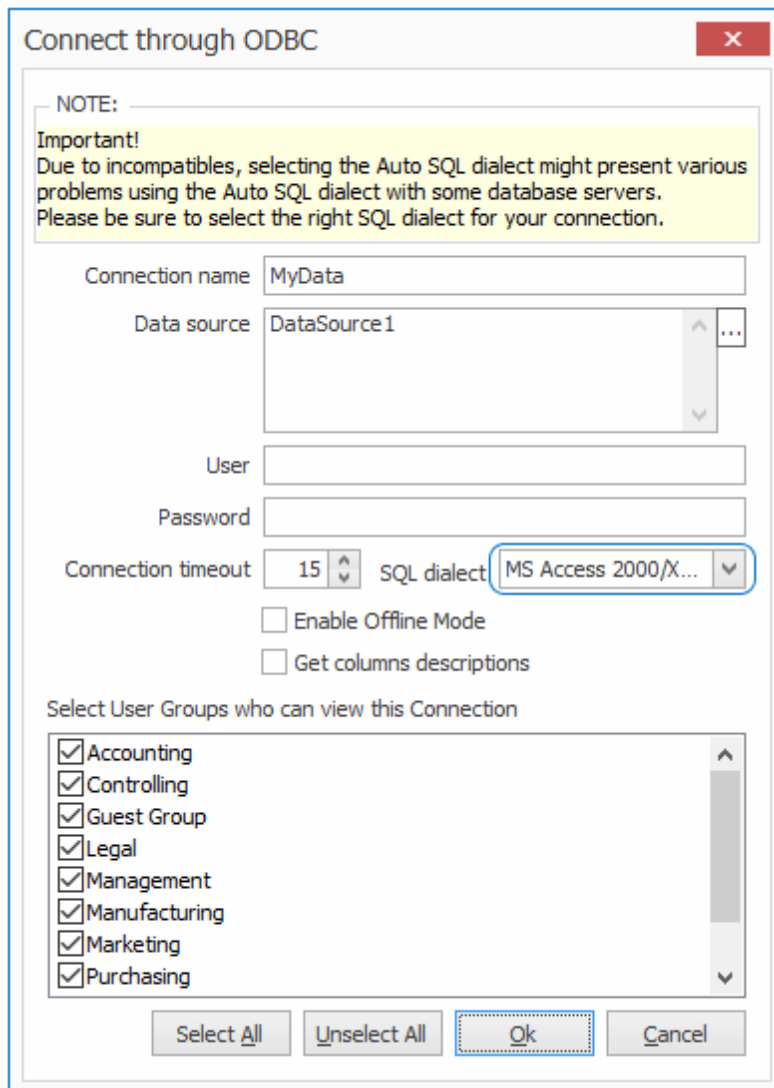 Connect through ODBC
NOTE:
Important!
Due to incompatibles, selecting the Auto SQL dialect might present various
problems using the Auto SQL dialect with some database servers.
Please be sure to select the right SQL dialect for your connection.
Connection name MyData
Data source DataSource1 ...
User
Password
Connection timeout 15 SQL dialect MS Access 2000/X...
Enable Offline Mode
Get columns descriptions
Select User Groups who can view this Connection
Accounting
Controlling
Guest Group
Legal
Management
Manufacturing
Marketing
Purchasing
Select All Unselect All Ok Cancel